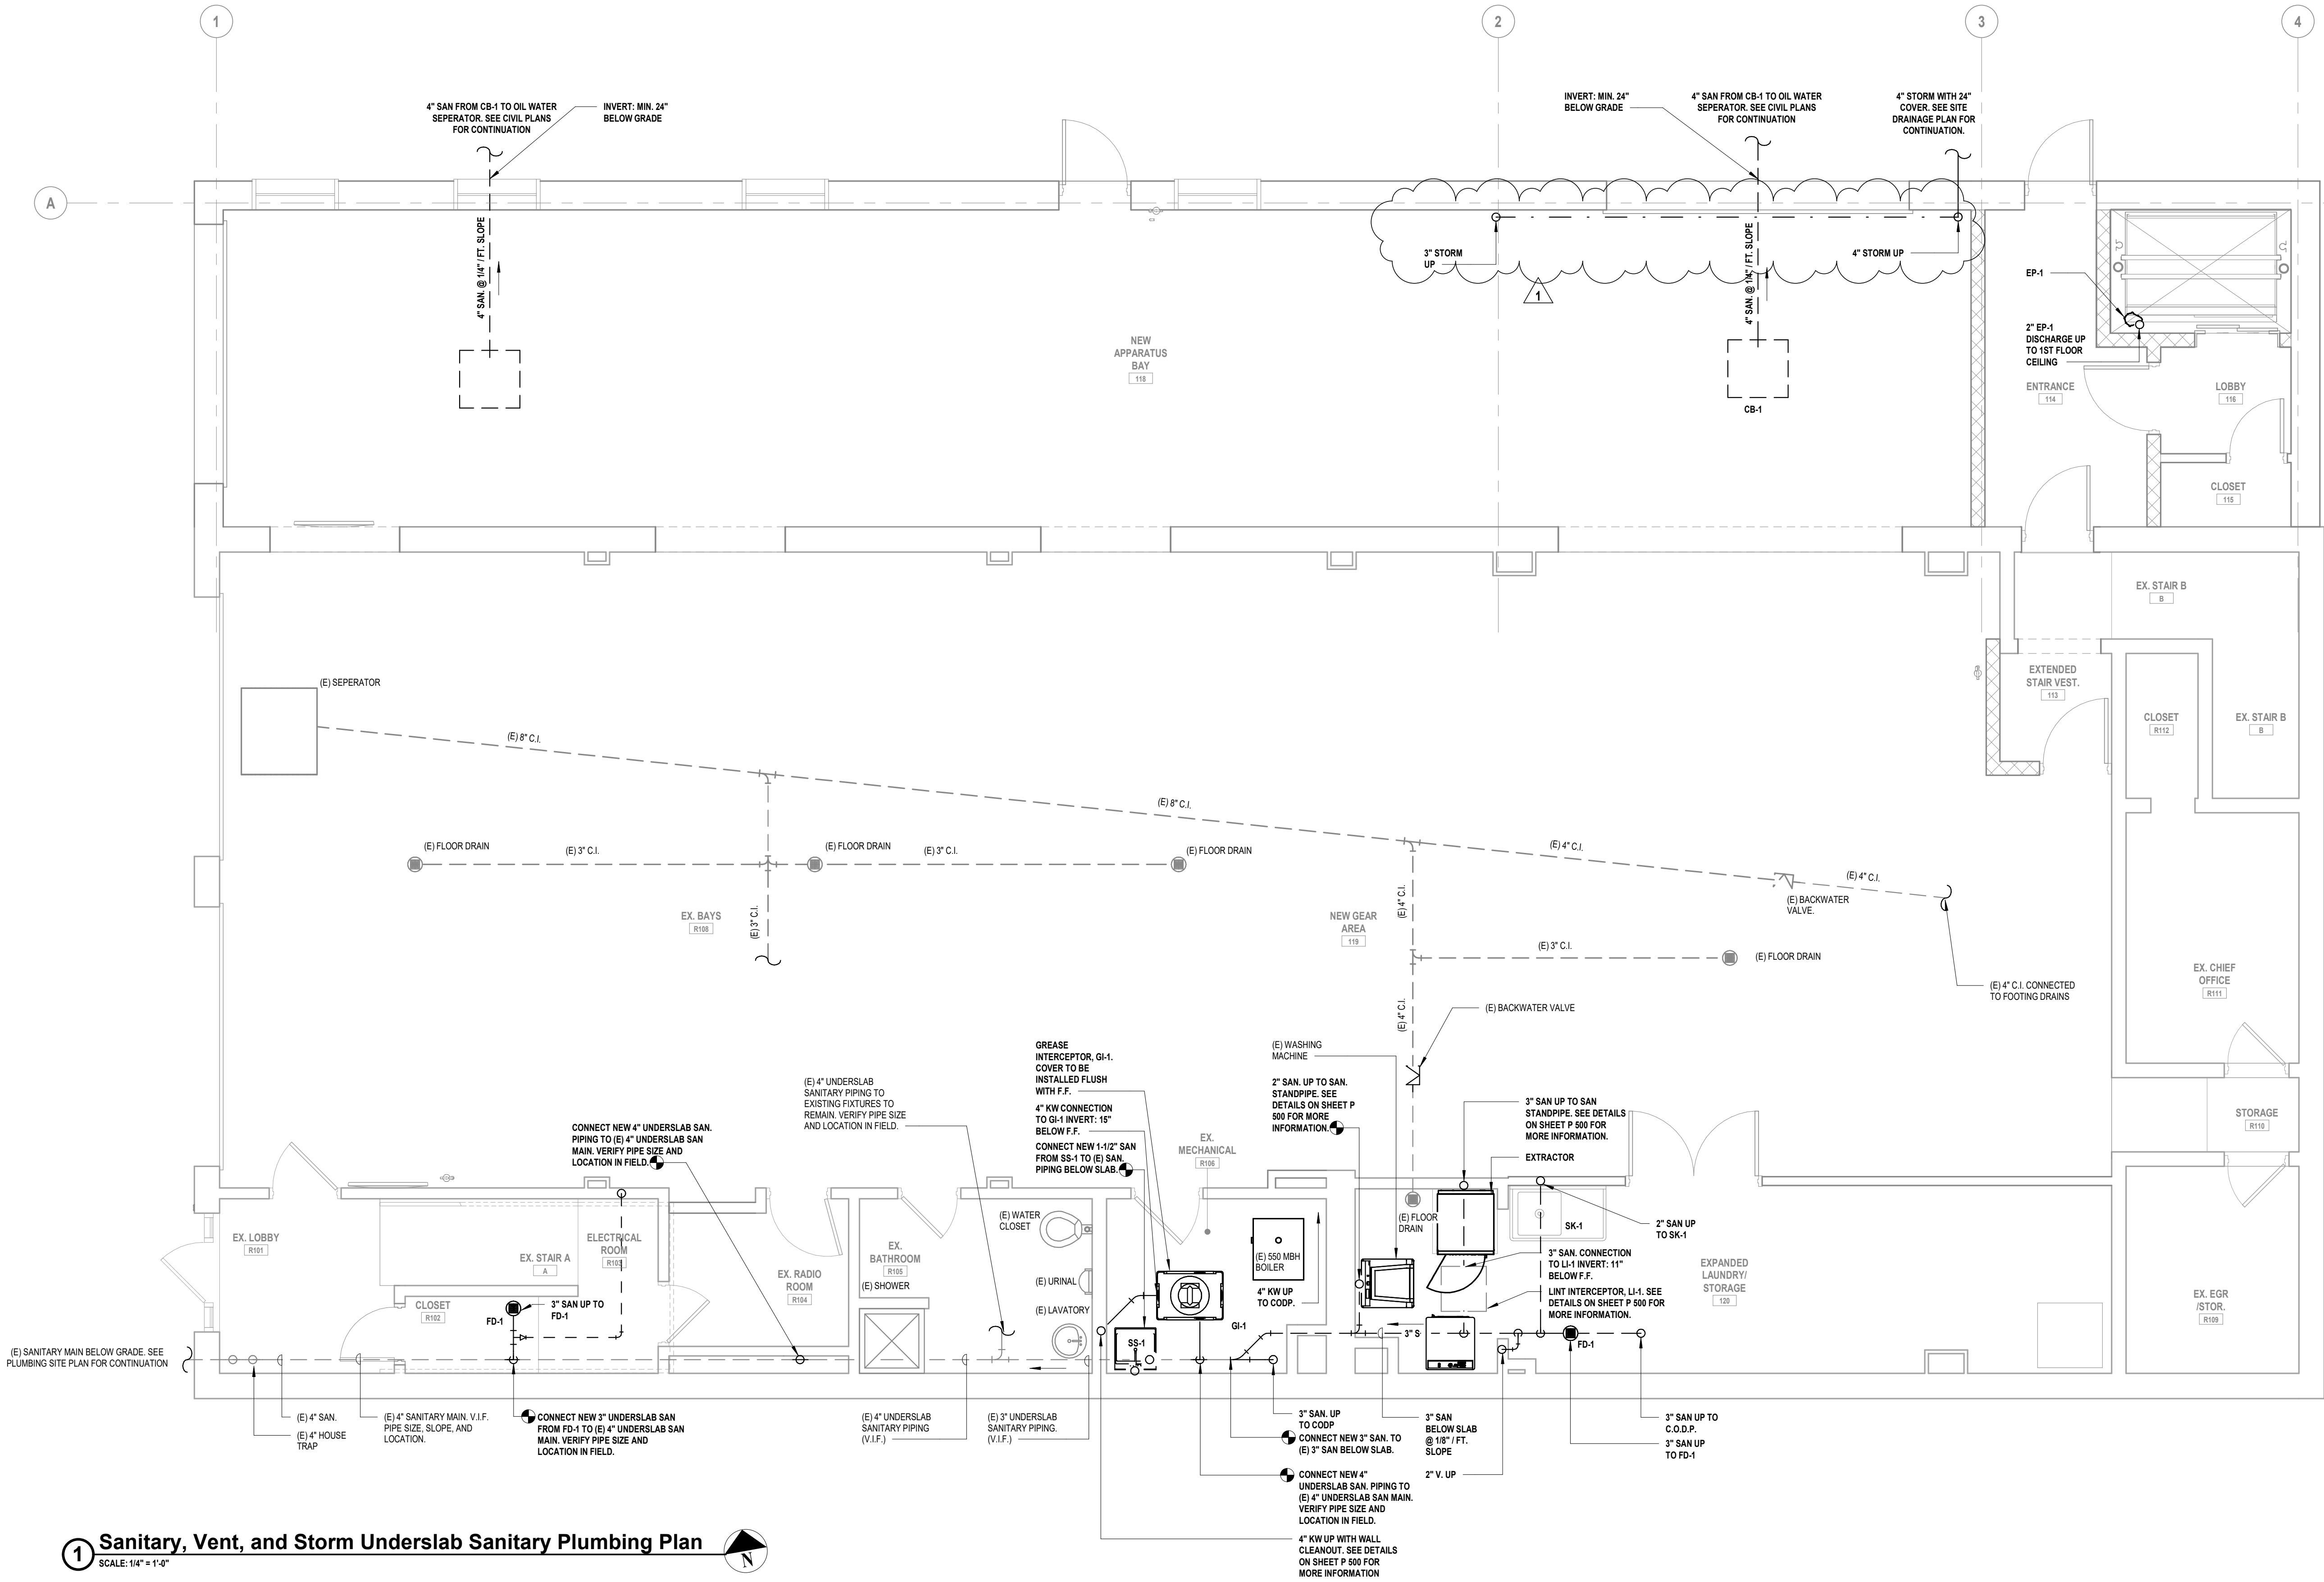 1
2
3
4
4" SAN FROM CB-1 TO OIL WATER
SEPERATOR. SEE CIVIL PLANS
FOR CONTINUATION
INVERT: MIN. 24"
BELOW GRADE
INVERT: MIN. 24"
BELOW GRADE
4" SAN FROM CB-1 TO OIL WATER
SEPERATOR. SEE CIVIL PLANS
FOR CONTINUATION
4" STORM WITH 24"
COVER. SEE SITE
DRAINAGE PLAN FOR
CONTINUATION.
A
4" SAN. @ 1/4" / FT. SLOPE
3" STORM
UP
4" SAN. @ 1/4" / FT. SLOPE
4" STORM UP
1
EP-1
2" EP-1
DISCHARGE UP
TO 1ST FLOOR
CEILING
NEW
APPARATUS
BAY
118
CB-1
ENTRANCE
114
LOBBY
116
CLOSET
115
EX. STAIR B
B
(E) SEPERATOR
EXTENDED
STAIR VEST.
113
CLOSET
R112
EX. STAIR B
B
(E) 8" C.I.
(E) 8" C.I.
(E) FLOOR DRAIN
(E) 3" C.I.
(E) FLOOR DRAIN
(E) 3" C.I.
(E) FLOOR DRAIN
(E) 4" C.I.
(E) 4" C.I.
(E) BACKWATER
VALVE.
EX. BAYS
R108
(E) 3" C.I.
NEW GEAR
AREA
119
(E) 4" C.I.
(E) 3" C.I.
(E) FLOOR DRAIN
(E) 4" C.I. CONNECTED
TO FOOTING DRAINS
EX. CHIEF
OFFICE
R111
(E) 4" C.I.
(E) BACKWATER VALVE
GREASE
INTERCEPTOR, GI-1.
COVER TO BE
INSTALLED FLUSH
WITH F.F.
4" KW CONNECTION
TO GI-1 INVERT: 15"
BELOW F.F.
CONNECT NEW 1-1/2" SAN
FROM SS-1 TO (E) SAN.
PIPING BELOW SLAB.
(E) WASHING
MACHINE
2" SAN. UP TO SAN.
STANDPIPE. SEE
DETAILS ON SHEET P
500 FOR MORE
INFORMATION.
(E) 4" UNDERSLAB
SANITARY PIPING TO
EXISTING FIXTURES TO
REMAIN. VERIFY PIPE SIZE
AND LOCATION IN FIELD.
CONNECT NEW 4" UNDERSLAB SAN.
PIPING TO (E) 4" UNDERSLAB SAN
MAIN. VERIFY PIPE SIZE AND
LOCATION IN FIELD.
3" SAN UP TO SAN
STANDPIPE. SEE DETAILS
ON SHEET P 500 FOR
MORE INFORMATION.
EXTRACTOR
STORAGE
R110
EX.
MECHANICAL
R106
EX. LOBBY
R101
EX. STAIR A
A
ELECTRICAL
ROOM
R103
EX. RADIO
ROOM
R104
EX.
BATHROOM
R105
(E) SHOWER
(E) WATER
CLOSET
(E) URINAL
(E) LAVATORY
(E) 550 MBH
BOILER
4" KW UP
TO CODP.
(E) FLOOR
DRAIN
SK-1
2" SAN UP
TO SK-1
3" SAN. CONNECTION
TO LI-1 INVERT: 11"
BELOW F.F.
LINT INTERCEPTOR, LI-1. SEE
DETAILS ON SHEET P 500 FOR
MORE INFORMATION.
EXPANDED
LAUNDRY/
STORAGE
120
EX. EGR
/STOR.
R109
CLOSET
R102
FD-1
3" SAN UP TO
FD-1
GI-1
SS-1
3" S
FD-1
(E) SANITARY MAIN BELOW GRADE. SEE
PLUMBING SITE PLAN FOR CONTINUATION
(E) 4" SAN.
(E) 4" HOUSE
TRAP
(E) 4" SANITARY MAIN. V.I.F.
PIPE SIZE, SLOPE, AND
LOCATION.
CONNECT NEW 3" UNDERSLAB SAN
FROM FD-1 TO (E) 4" UNDERSLAB SAN
MAIN. VERIFY PIPE SIZE AND
LOCATION IN FIELD.
(E) 4" UNDERSLAB
SANITARY PIPING
(V.I.F.)
(E) 3" UNDERSLAB
SANITARY PIPING.
(V.I.F.)
3" SAN. UP
TO CODP
CONNECT NEW 3" SAN. TO
(E) 3" SAN BELOW SLAB.
CONNECT NEW 4"
UNDERSLAB SAN. PIPING TO
(E) 4" UNDERSLAB SAN MAIN.
VERIFY PIPE SIZE AND
LOCATION IN FIELD.
4" KW UP WITH WALL
CLEANOUT. SEE DETAILS
ON SHEET P 500 FOR
MORE INFORMATION
3" SAN
BELOW SLAB
@ 1/8" / FT.
SLOPE
2" V. UP
3" SAN UP TO
C.O.D.P.
3" SAN UP
TO FD-1
1
Sanitary, Vent, and Storm Underslab Sanitary Plumbing Plan
SCALE: 1/4" = 1'-0"
N